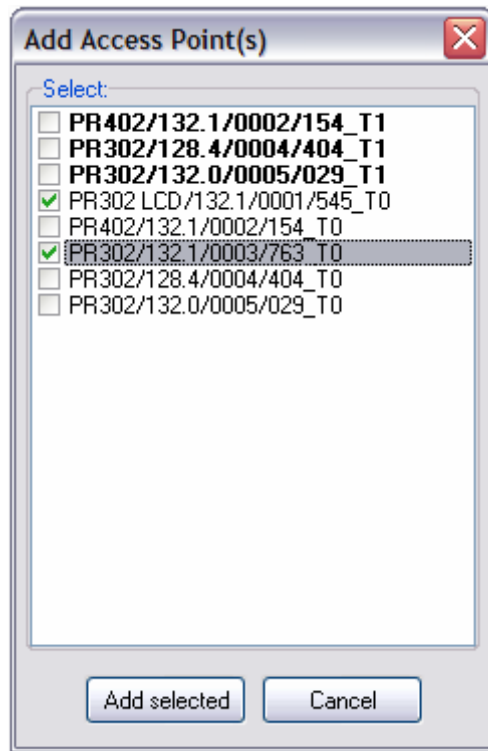 Add Access Point(s)
Select:
PR402/132.1/0002/154_T1
PR302/128.4/0004/404_T1
PR302/132.0/0005/029_T1
PR302 LCD/132.1/0001/545_T0
PR402/132.1/0002/154_T0
PR302/132.1/0003/763_T0
PR302/128.4/0004/404_T0
PR302/132.0/0005/029_T0
Add selected
Cancel